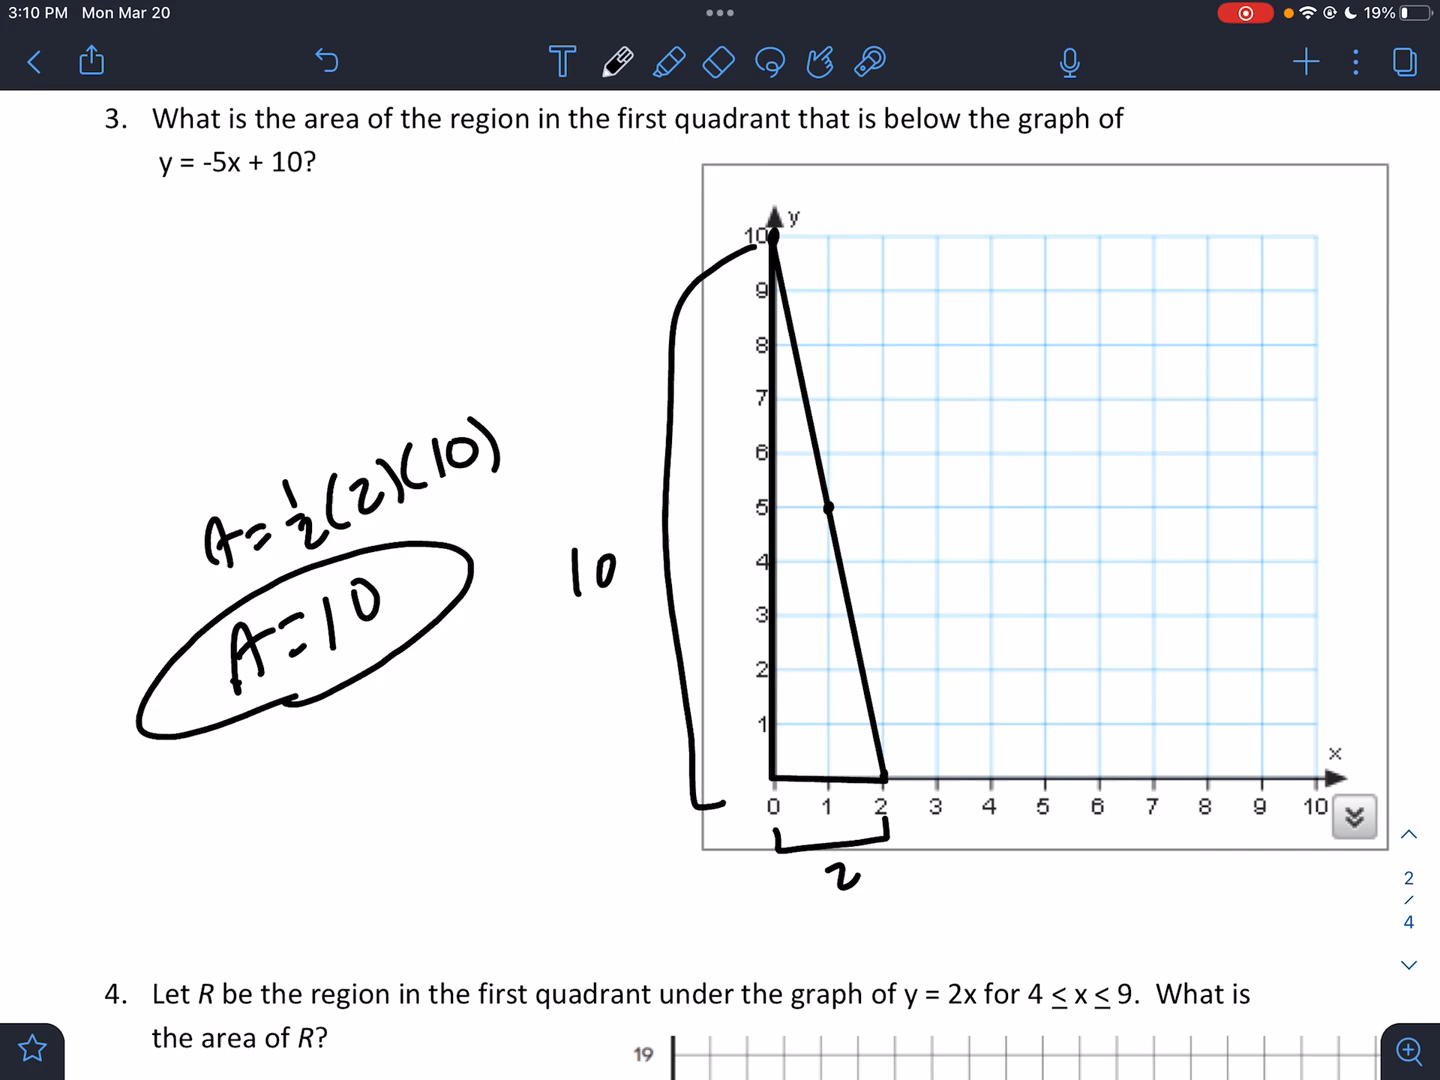 3:10 PM Mon Mar 20
19%
3. What is the area of the region in the first quadrant that is below the graph of
y = -5x + 10?
y
10
9
8
7
6
5
4
3
2
1
x
0 1 2 3 4 5 6 7 8 9 10
A = 1/2 (2)(10)
A = 10
10
2
2
/
4
4. Let R be the region in the first quadrant under the graph of y = 2x for 4 ≤ x ≤ 9. What is
the area of R?
19